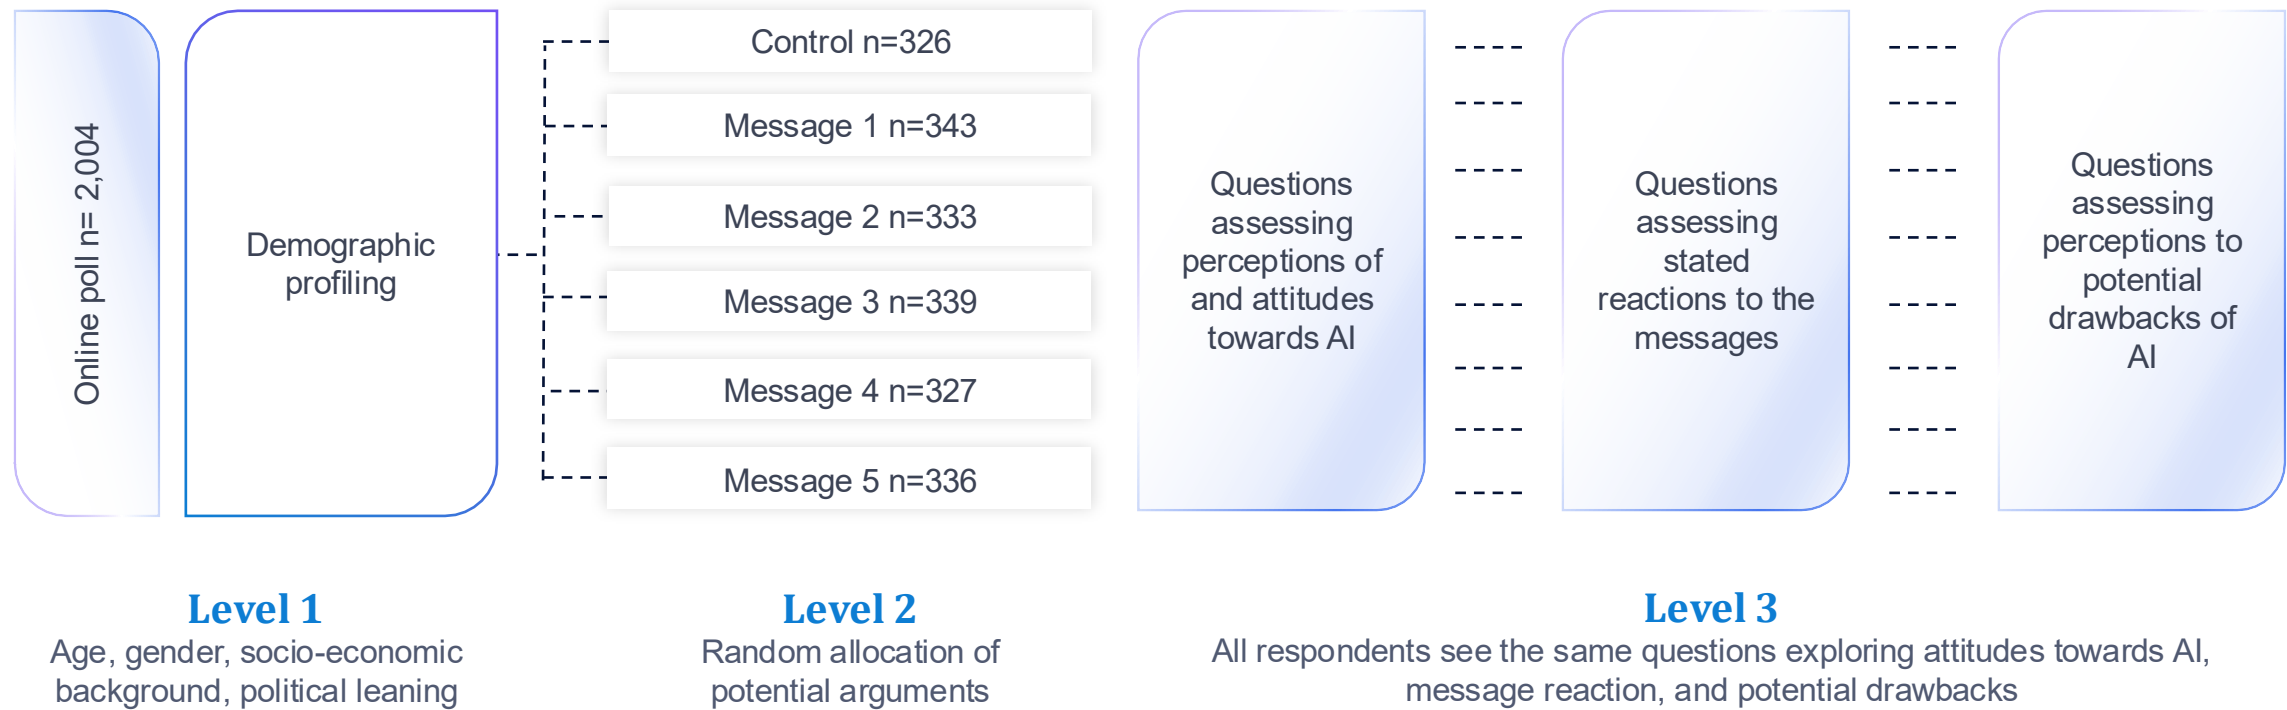 Online poll n= 2,004
Demographic
profiling
Control n=326
Message 1 n=343
Message 2 n=333
Message 3 n=339
Message 4 n=327
Message 5 n=336
Questions
assessing
perceptions of
and attitudes
towards AI
Questions
assessing
stated
reactions to the
messages
Questions
assessing
perceptions to
potential
drawbacks of
AI
Level 1
Age, gender, socio-economic
background, political leaning
Level 2
Random allocation of
potential arguments
Level 3
All respondents see the same questions exploring attitudes towards AI,
message reaction, and potential drawbacks